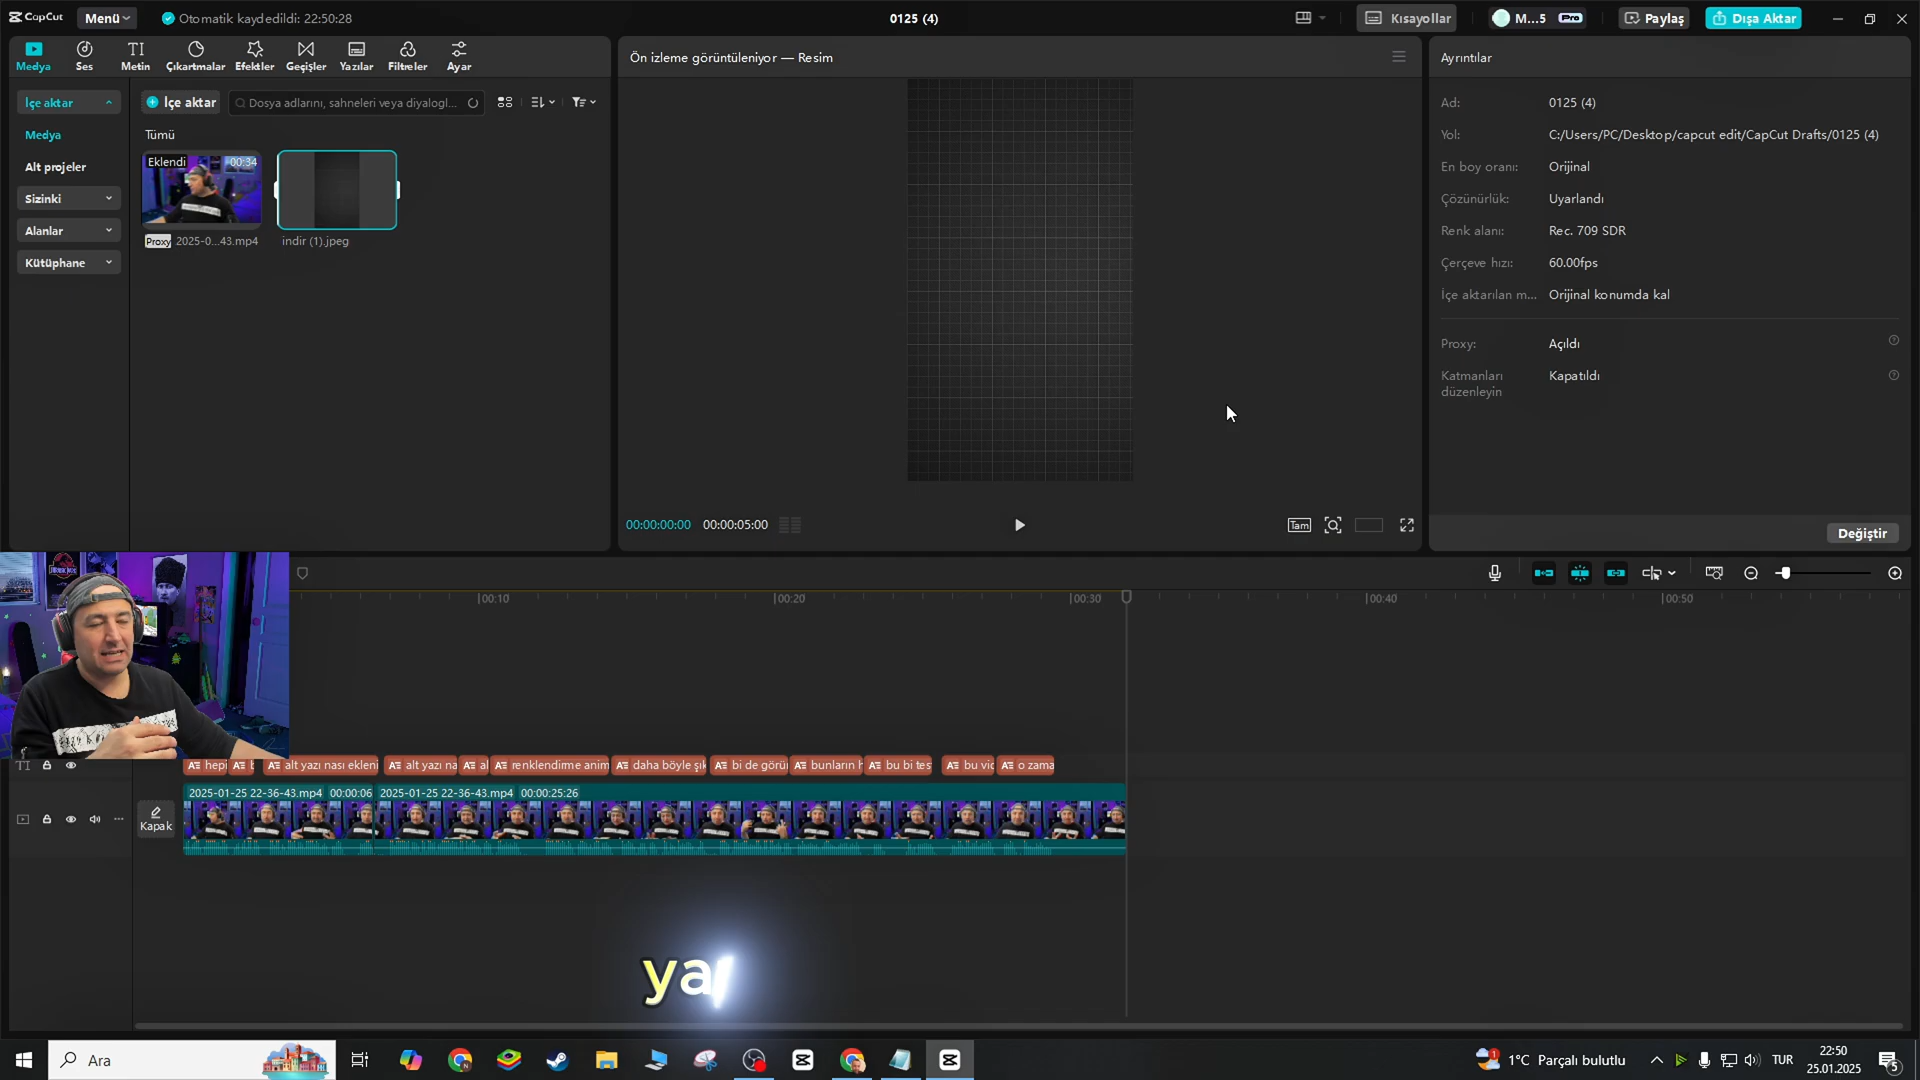 CapCut
Menü
Otomatik kaydedildi: 22:50:28
0125 (4)
Kısayollar
M...5
Pro
Paylaş
Dışa Aktar
Medya
Ses
Metin
Çıkartmalar
Efektler
Geçişler
Yazılar
Filtreler
Ayar
İçe aktar
Medya
Alt projeler
Sizinki
Alanlar
Kütüphane
İçe aktar
Dosya adlarını, sahneleri veya diyalogl...
Tümü
Eklendi
00:34
Proxy
2025-0...43.mp4
indir (1).jpeg
Ön izleme görüntüleniyor — Resim
00:00:00:00
00:00:05:00
Tam
Ayrıntılar
Ad: 0125 (4)
Yol: C:/Users/PC/Desktop/capcut edit/CapCut Drafts/0125 (4)
En boy oranı: Orijinal
Çözünürlük: Uyarlandı
Renk alanı: Rec. 709 SDR
Çerçeve hızı: 60.00fps
İçe aktarılan m... Orijinal konumda kal
Proxy: Açıldı
Katmanları düzenleyin Kapatıldı
Değiştir
00:10
00:20
00:30
00:40
00:50
hepi
alt yazı nası ekleni
alt yazı na
al
renklendirme anim
daha böyle şık
bi de görü
bunların h
bu bi tes
bu vid
o zama
2025-01-25 22-36-43.mp4 00:00:06
2025-01-25 22-36-43.mp4 00:00:25:26
Kapak
ya
Ara
1°C Parçalı bulutlu
TUR
22:50
25.01.2025
5